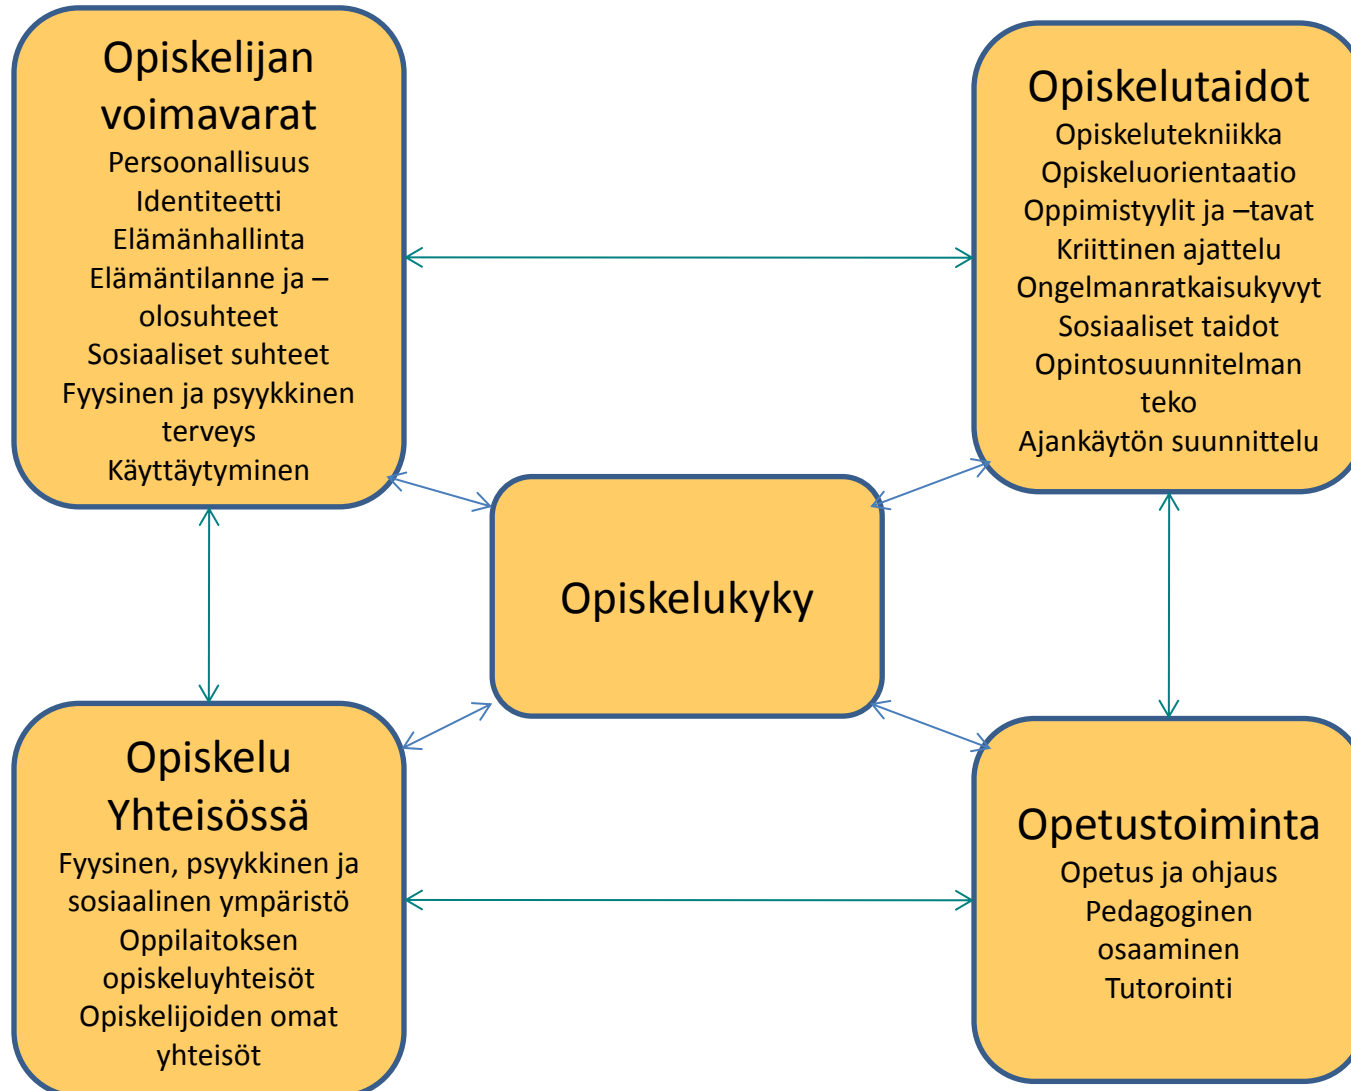 Opiskelijan
voimavarat
Persoonallisuus
Identiteetti
Elämänhallinta
Elämäntilanne ja –
olosuhteet
Sosiaaliset suhteet
Fyysinen ja psyykkinen
terveys
Käyttäytyminen
Opiskelutaidot
Opiskelutekniikka
Opiskeluorientaatio
Oppimistyylit ja –tavat
Kriittinen ajattelu
Ongelmanratkaisukyvyt
Sosiaaliset taidot
Opintosuunnitelman
teko
Ajankäytön suunnittelu
Opiskelukyky
Opiskelu
Yhteisössä
Fyysinen, psyykkinen ja
sosiaalinen ympäristö
Oppilaitoksen
opiskeluyhteisöt
Opiskelijoiden omat
yhteisöt
Opetustoiminta
Opetus ja ohjaus
Pedagoginen
osaaminen
Tutorointi